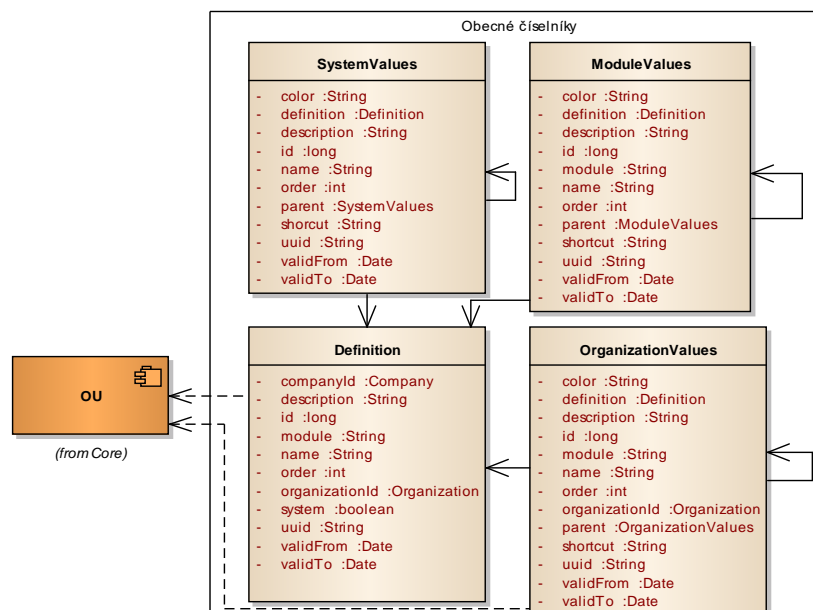 Obecné číselníky
SystemValues
- color :String
- definition :Definition
- description :String
- id :long
- name :String
- order :int
- parent :SystemValues
- shorcut :String
- uuid :String
- validFrom :Date
- validTo :Date
ModuleValues
- color :String
- definition :Definition
- description :String
- id :long
- module :String
- name :String
- order :int
- parent :ModuleValues
- shortcut :String
- uuid :String
- validFrom :Date
- validTo :Date
OU
(from Core)
Definition
- companyId :Company
- description :String
- id :long
- module :String
- name :String
- order :int
- organizationId :Organization
- system :boolean
- uuid :String
- validFrom :Date
- validTo :Date
OrganizationValues
- color :String
- definition :Definition
- description :String
- id :long
- module :String
- name :String
- order :int
- organizationId :Organization
- parent :OrganizationValues
- shortcut :String
- uuid :String
- validFrom :Date
- validTo :Date